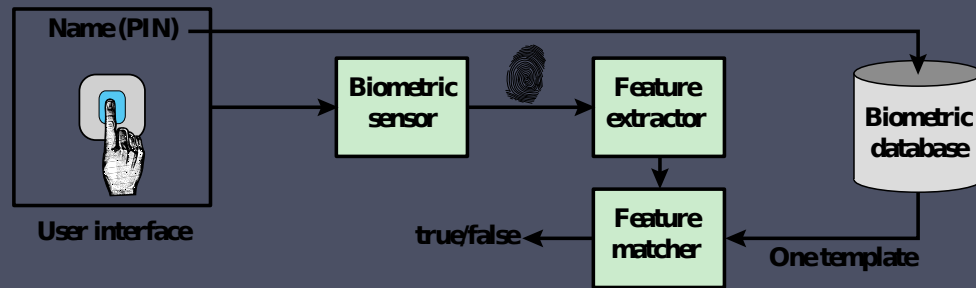 Name (PIN)
Biometric
sensor
Feature
extractor
Biometric
database
User interface
true/false
Feature
matcher
One template